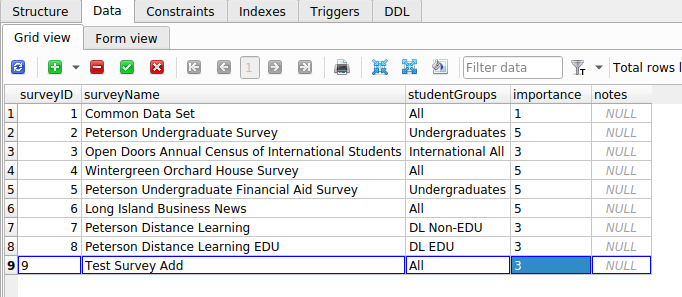 Structure Data Constraints Indexes Triggers DDL
Grid view Form view
1 Filter data Total rows l
surveyID surveyName studentGroups importance notes
1 1 Common Data Set All 1 NULL
2 2 Peterson Undergraduate Survey Undergraduates 5 NULL
3 3 Open Doors Annual Census of International Students International All 3 NULL
4 4 Wintergreen Orchard House Survey All 5 NULL
5 5 Peterson Undergraduate Financial Aid Survey Undergraduates 5 NULL
6 6 Long Island Business News All 5 NULL
7 7 Peterson Distance Learning DL Non-EDU 3 NULL
8 8 Peterson Distance Learning EDU DL EDU 3 NULL
9 9 Test Survey Add All 3 NULL